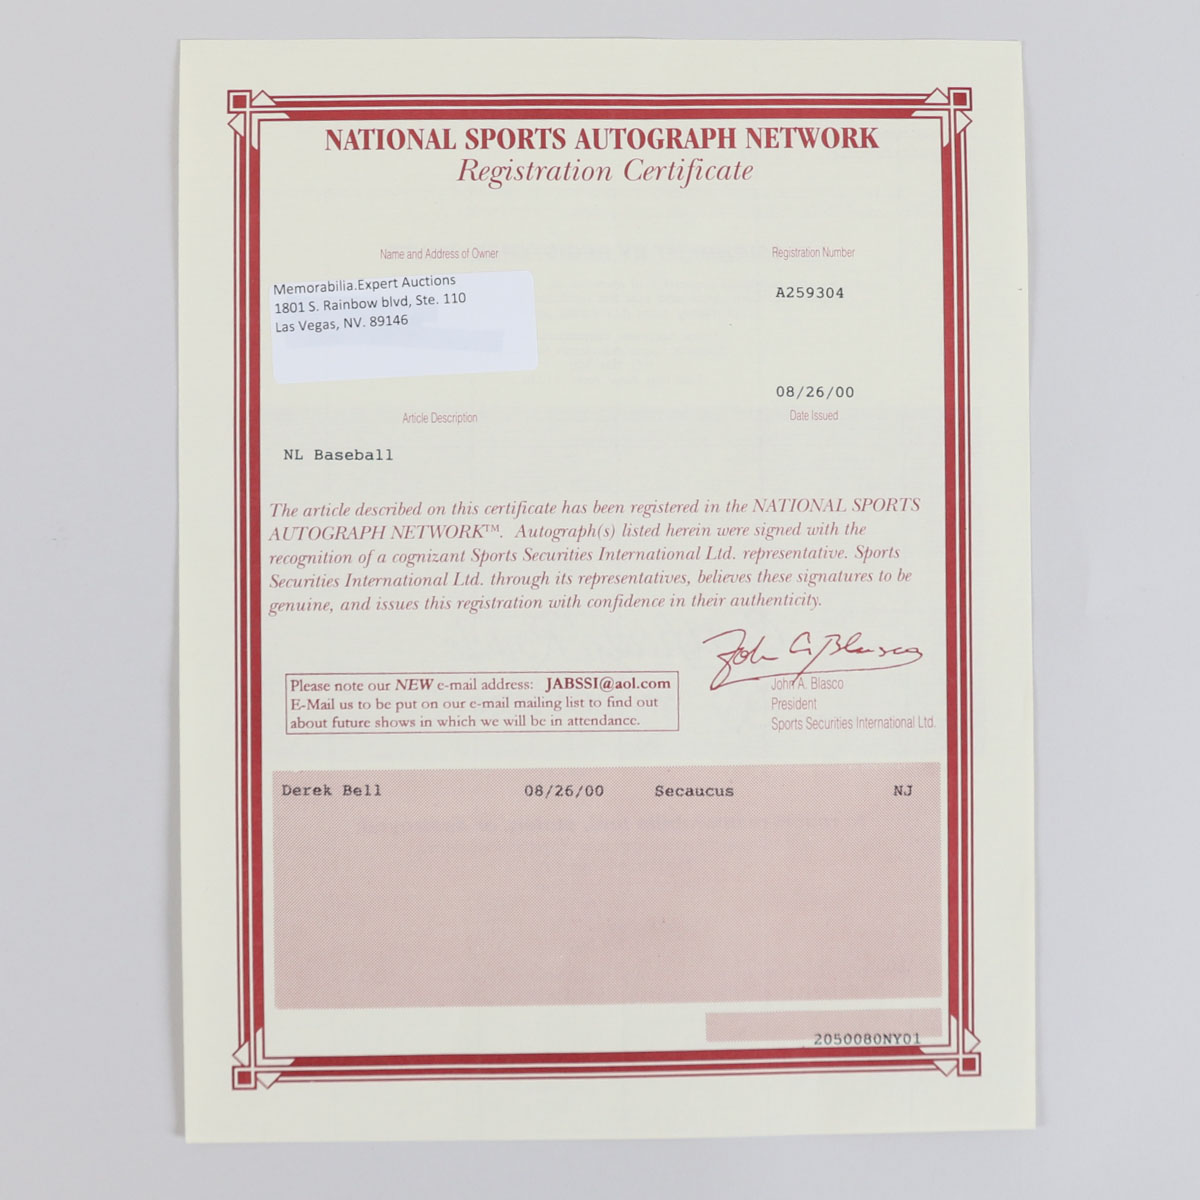 NATIONAL SPORTS AUTOGRAPH NETWORK
Registration Certificate
Name and Address of Owner
Registration Number
Memorabilia.Expert Auctions
1801 S. Rainbow blvd, Ste. 110
Las Vegas, NV. 89146
A259304
08/26/00
Date Issued
Article Description
NL Baseball
The article described on this certificate has been registered in the NATIONAL SPORTS
AUTOGRAPH NETWORK™. Autograph(s) listed herein were signed with the
recognition of a cognizant Sports Securities International Ltd. representative. Sports
Securities International Ltd. through its representatives, believes these signatures to be
genuine, and issues this registration with confidence in their authenticity.
John A. Blasco
John A. Blasco
President
Sports Securities International Ltd.
Please note our NEW e-mail address: JABSSI@aol.com
E-Mail us to be put on our e-mail mailing list to find out
about future shows in which we will be in attendance.
Derek Bell 08/26/00 Secaucus NJ
2050080NY01